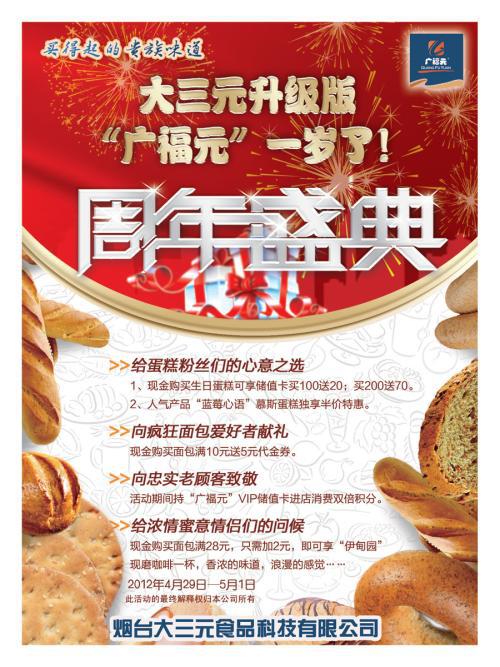 买得起的贵族味道
广福元
GUANG FU YUAN
大三元升级版
“广福元”一岁了！
周年盛典
>>给蛋糕粉丝们的心意之选
1、现金购买生日蛋糕可享储值卡买100送20；买200送70。
2、人气产品“蓝莓心语”慕斯蛋糕独享半价特惠。
>>向疯狂面包爱好者献礼
现金购买面包满10元送5元代金券。
>>向忠实老顾客致敬
活动期间持“广福元”VIP储值卡进店消费双倍积分。
>>给浓情蜜意情侣们的问候
现金购买面包满28元，只需加2元，即可享“伊甸园”
现磨咖啡一杯，香浓的味道，浪漫的感觉……
2012年4月29日—5月1日
此活动的最终解释权归本公司所有
烟台大三元食品科技有限公司